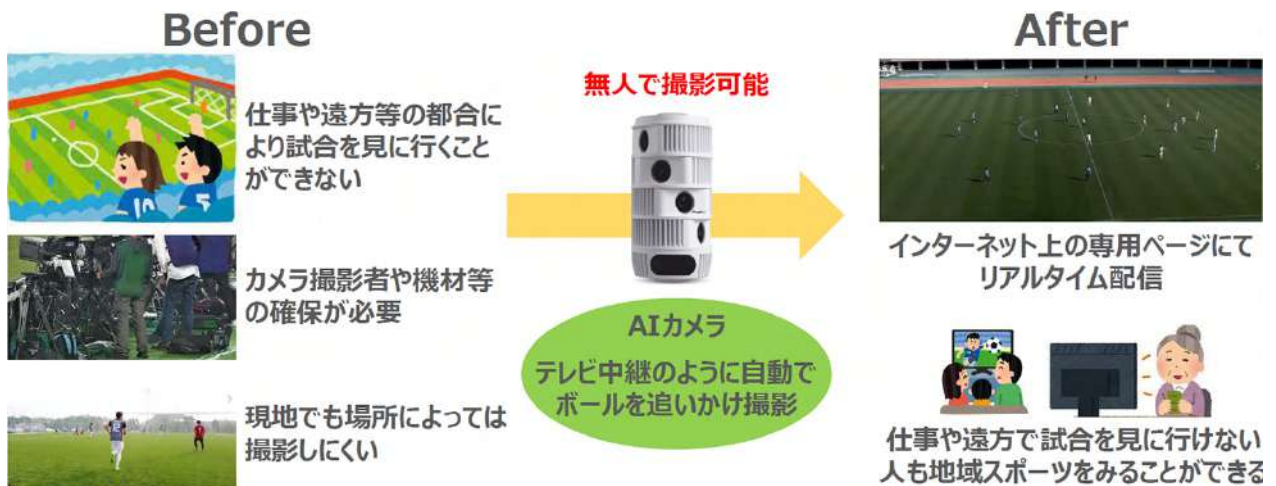 Before
After
仕事や遠方等の都合に
より試合を見に行くこと
ができない
カメラ撮影者や機材等
の確保が必要
現地でも場所によっては
撮影しにくい
無人で撮影可能
AIカメラ
テレビ中継のように自動で
ボールを追いかけ撮影
インターネット上の専用ページにて
リアルタイム配信
仕事や遠方で試合を見に行けない
人も地域スポーツをみることができる